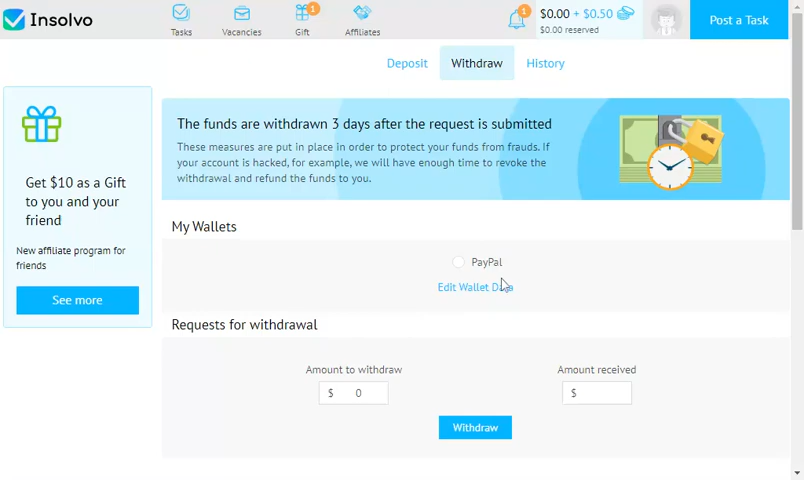 Insolvo
Tasks
Vacancies
1
Gift
Affiliates
1
$0.00 + $0.50
$0.00 reserved
Post a Task
Deposit
Withdraw
History
Get $10 as a Gift
to you and your
friend
New affiliate program for
friends
See more
The funds are withdrawn 3 days after the request is submitted
These measures are put in place in order to protect your funds from frauds. If
your account is hacked, for example, we will have enough time to revoke the
withdrawal and refund the funds to you.
My Wallets
PayPal
Edit Wallet Data
Requests for withdrawal
Amount to withdraw
$ 0
Amount received
$
Withdraw